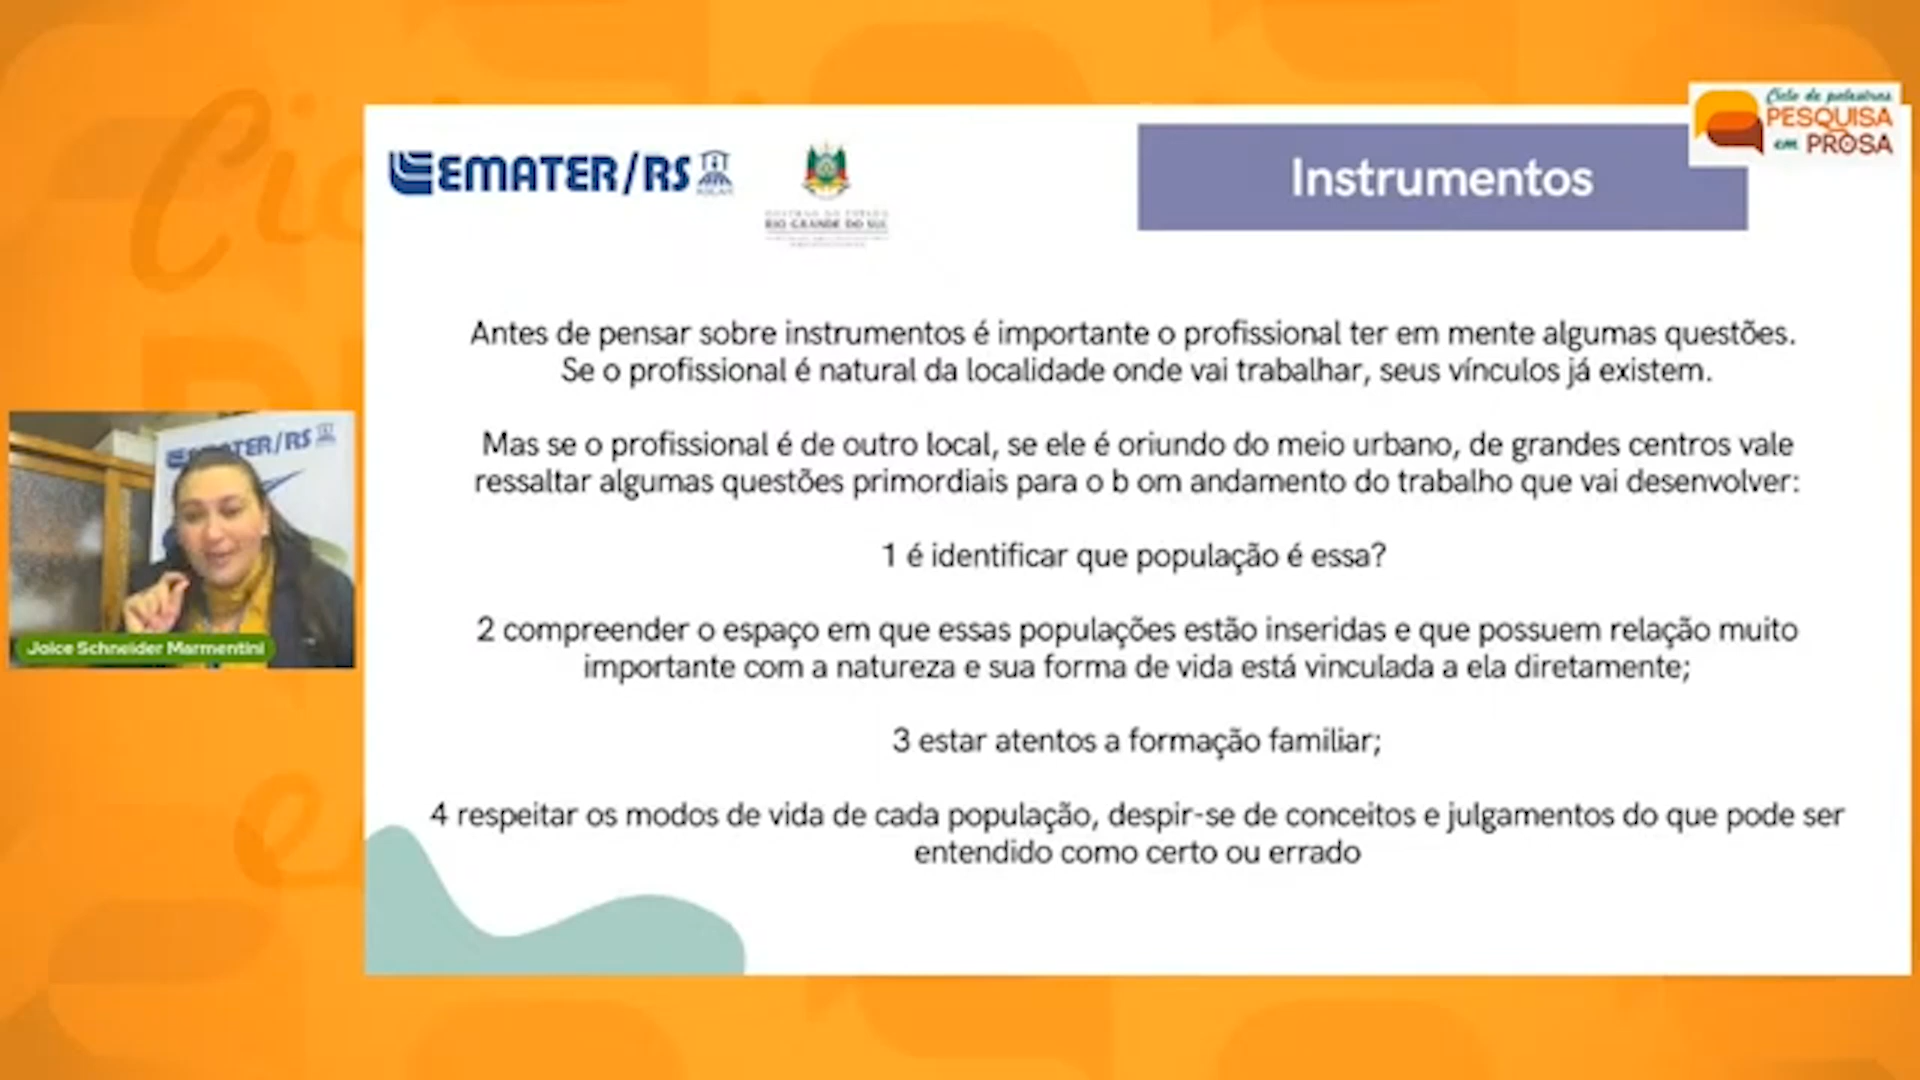 Ciclo de palestras
PESQUISA
em PROSA
EMATER/RS
RIO GRANDE DO SUL
Instrumentos
Antes de pensar sobre instrumentos é importante o profissional ter em mente algumas questões.
Se o profissional é natural da localidade onde vai trabalhar, seus vínculos já existem.
Mas se o profissional é de outro local, se ele é oriundo do meio urbano, de grandes centros vale
ressaltar algumas questões primordiais para o b om andamento do trabalho que vai desenvolver:
1 é identificar que população é essa?
2 compreender o espaço em que essas populações estão inseridas e que possuem relação muito
importante com a natureza e sua forma de vida está vinculada a ela diretamente;
3 estar atentos a formação familiar;
4 respeitar os modos de vida de cada população, despir-se de conceitos e julgamentos do que pode ser
entendido como certo ou errado
EMATER/RS
Joice Schneider Marmentini